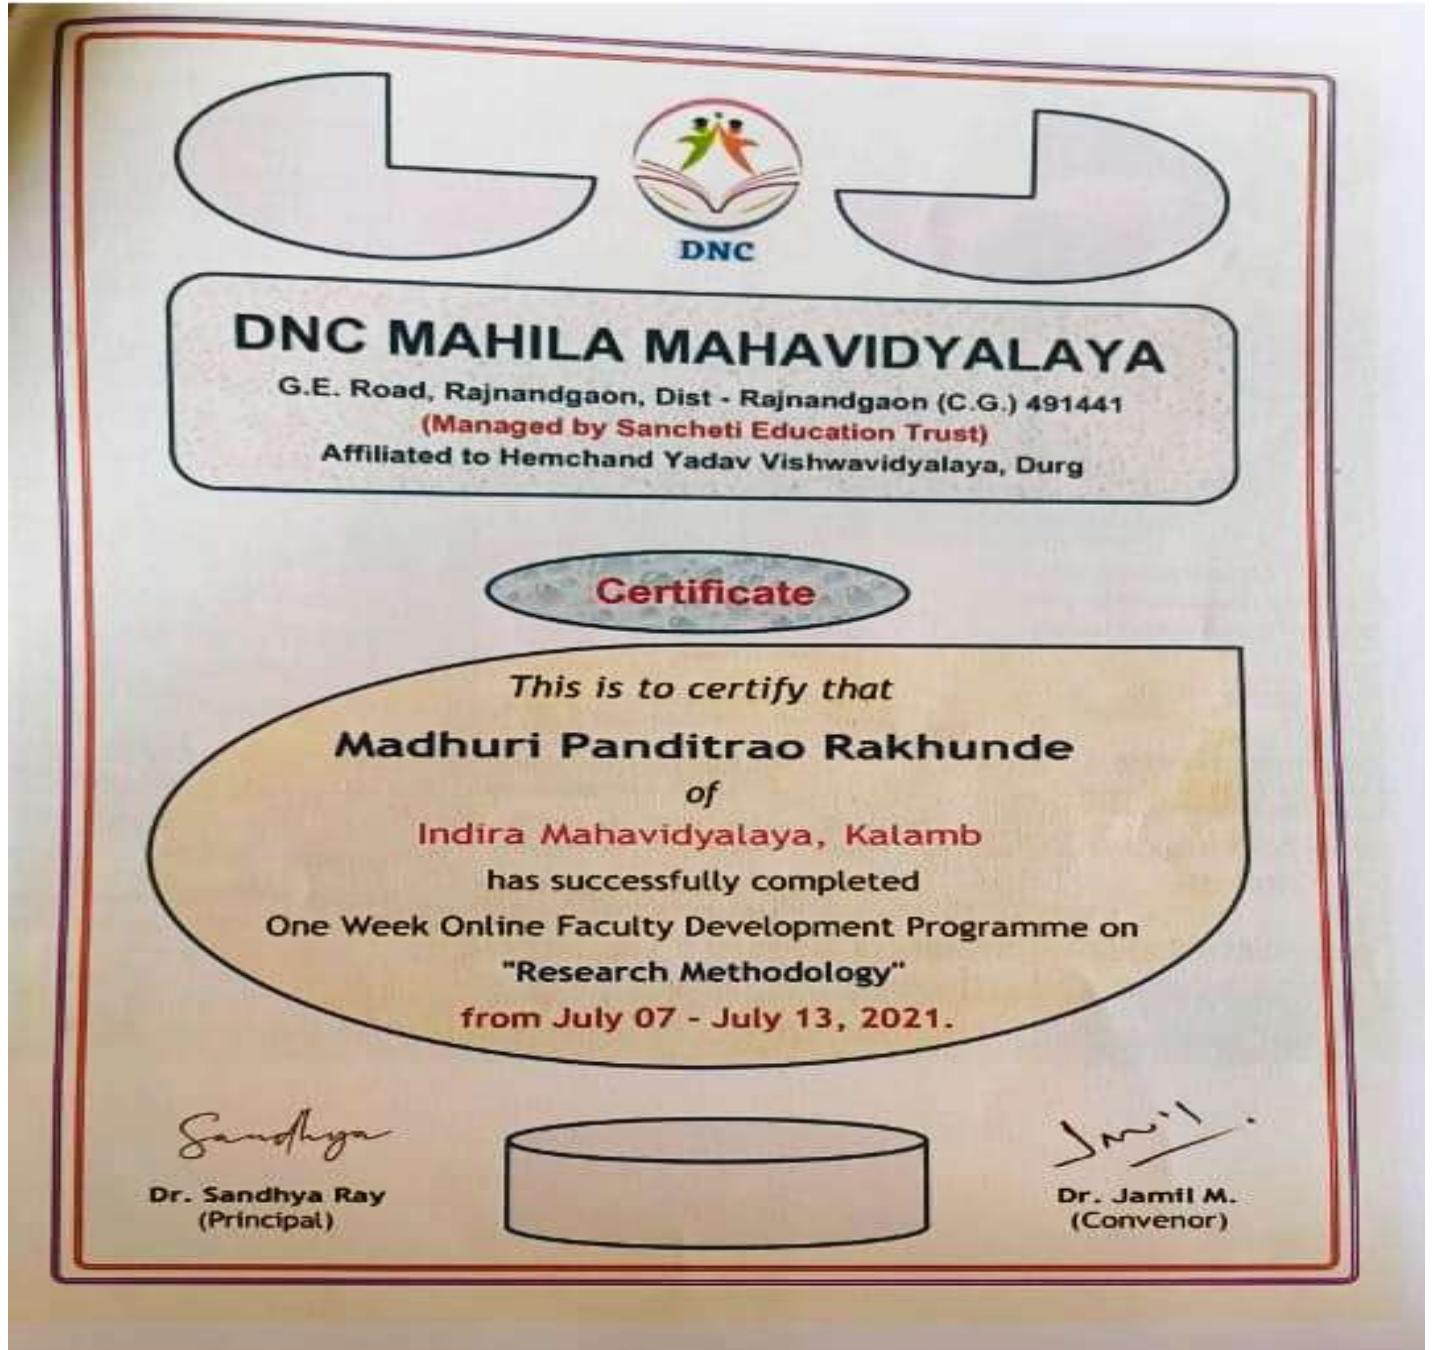 DNC
DNC MAHILA MAHAVIDYALAYA
G.E. Road, Rajnandgaon, Dist - Rajnandgaon (C.G.) 491441
(Managed by Sancheti Education Trust)
Affiliated to Hemchand Yadav Vishwavidyalaya, Durg
Certificate
This is to certify that
Madhuri Panditrao Rakhunde
of
Indira Mahavidyalaya, Kalamb
has successfully completed
One Week Online Faculty Development Programme on
"Research Methodology"
from July 07 - July 13, 2021.
Sandhya
Jamil
Dr. Sandhya Ray
Dr. Jamil M.
(Principal)
(Convenor)